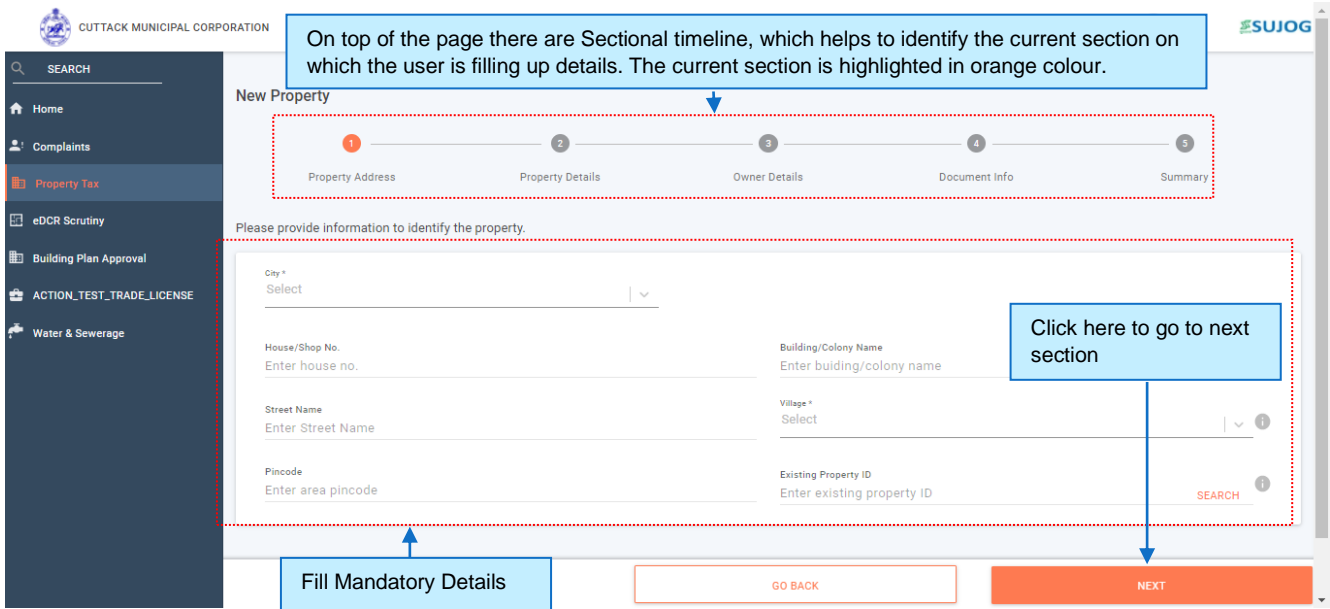 CUTTACK MUNICIPAL CORPORATION
SUJOG
On top of the page there are Sectional timeline, which helps to identify the current section on
which the user is filling up details. The current section is highlighted in orange colour.
SEARCH
Home
Complaints
Property Tax
eDCR Scrutiny
Building Plan Approval
ACTION_TEST_TRADE_LICENSE
Water & Sewerage
New Property
1 2 3 4 5
Property Address Property Details Owner Details Document Info Summary
Please provide information to identify the property.
City *
Select
Click here to go to next
section
House/Shop No.
Enter house no.
Building/Colony Name
Enter buiding/colony name
Street Name
Enter Street Name
Village *
Select
Pincode
Enter area pincode
Existing Property ID
Enter existing property ID
SEARCH
Fill Mandatory Details
GO BACK
NEXT